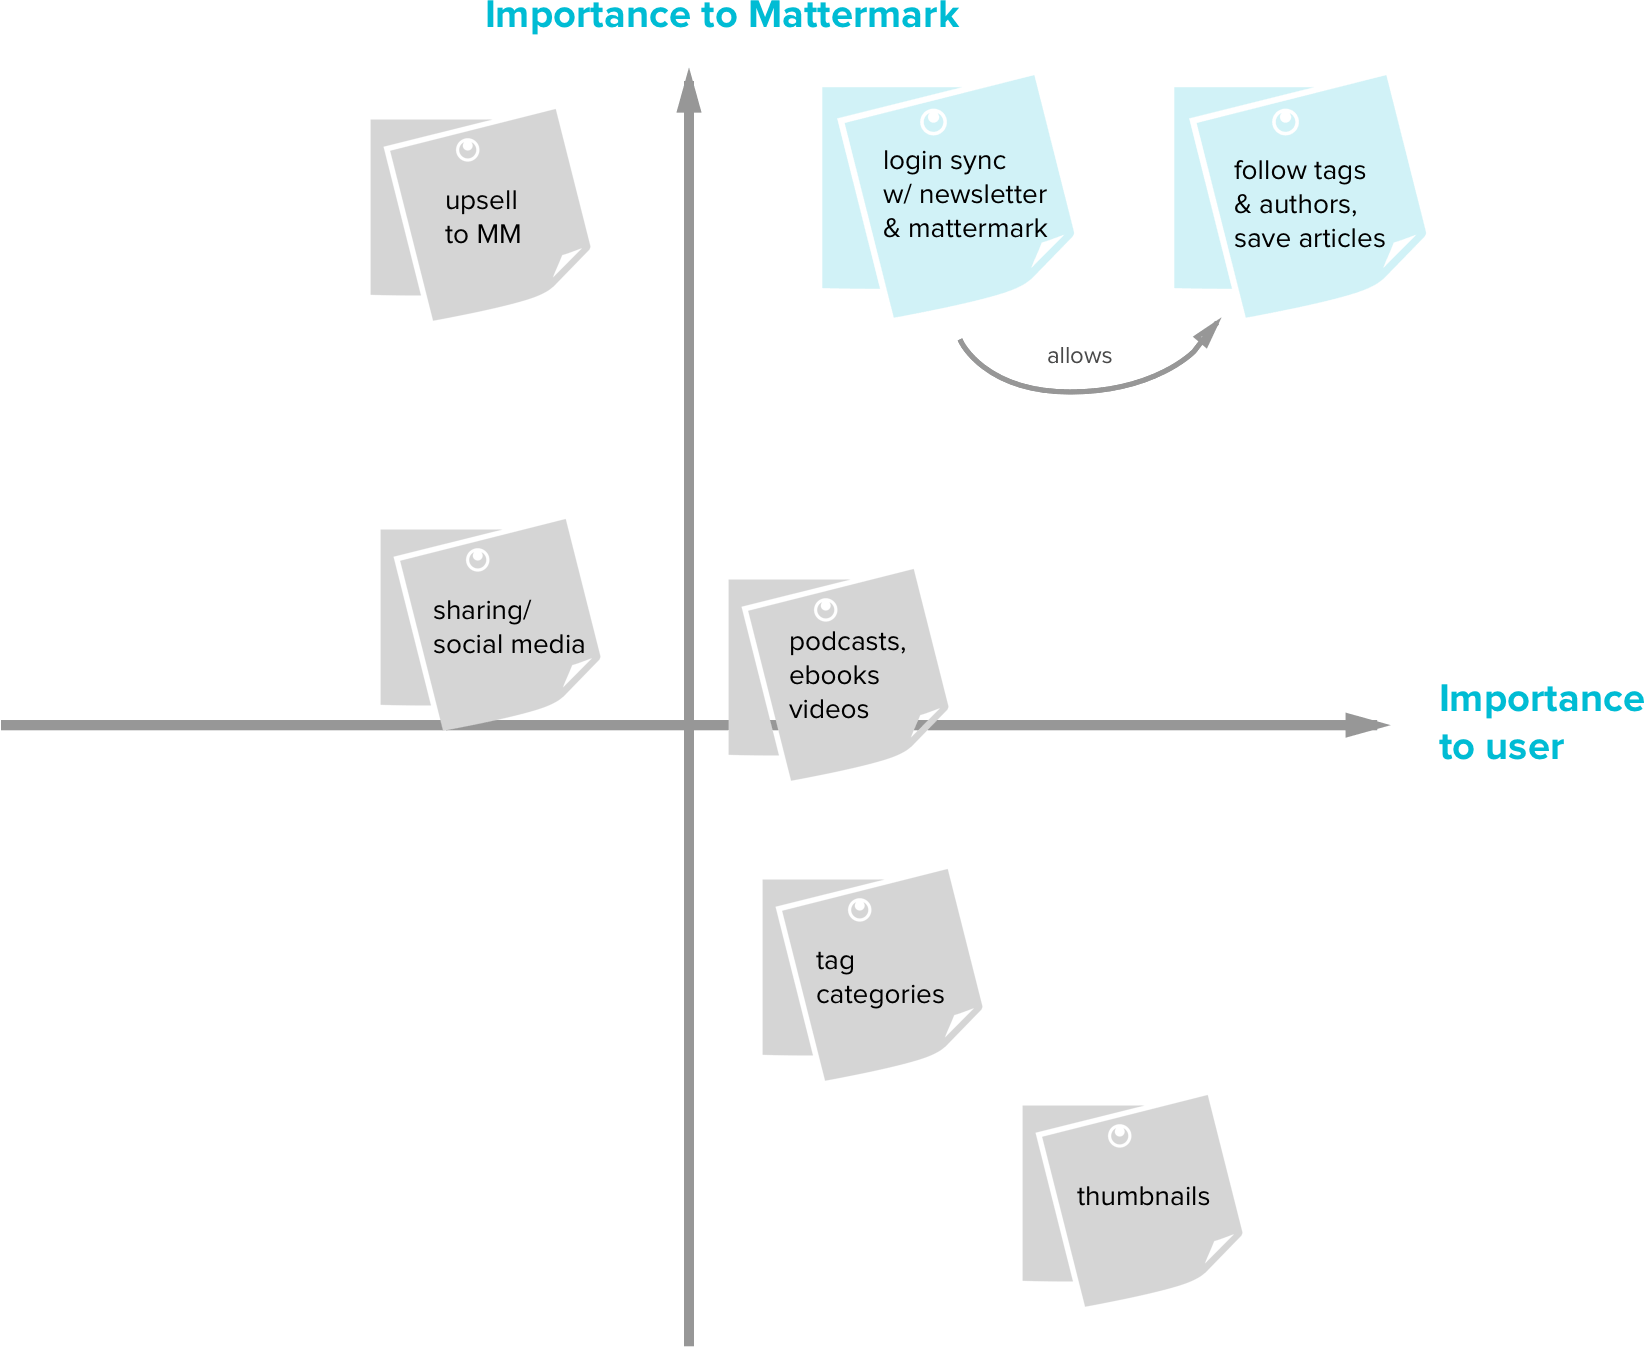 Importance to Mattermark
upsell
to MM
login sync
w/ newsletter
& mattermark
follow tags
& authors,
save articles
allows
sharing/
social media
podcasts,
ebooks
videos
Importance
to user
tag
categories
thumbnails